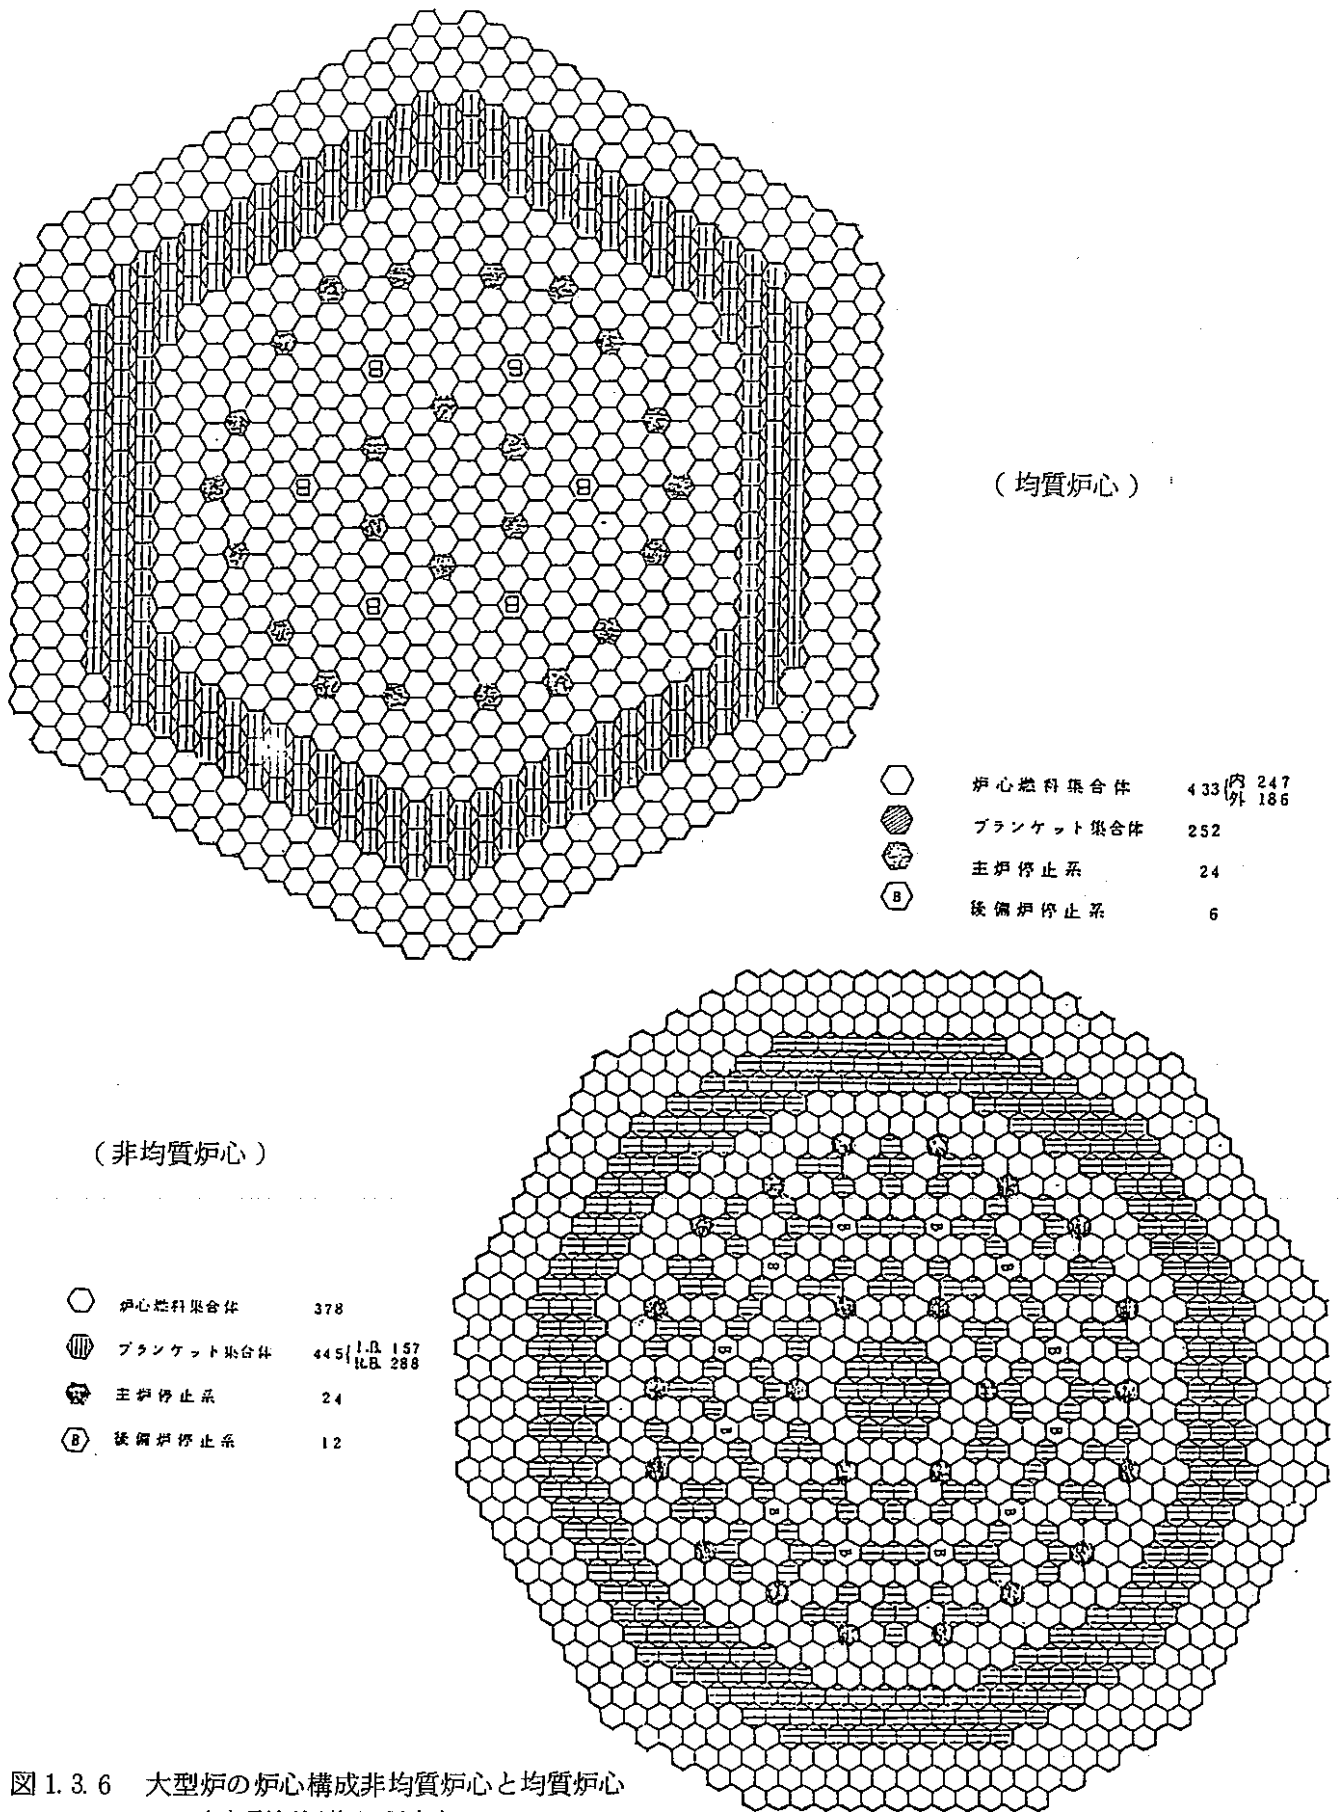 (均質炉心)
炉心燃料集合体 433 (内 247
外 186
ブランケット集合体 252
主炉停止系 24
B 後備炉停止系 6
(非均質炉心)
炉心燃料集合体 378
ブランケット集合体 445 { I.B. 157
R.B. 288
主炉停止系 24
B 後備炉停止系 12
図 1.3.6 大型炉の炉心構成非均質炉心と均質炉心